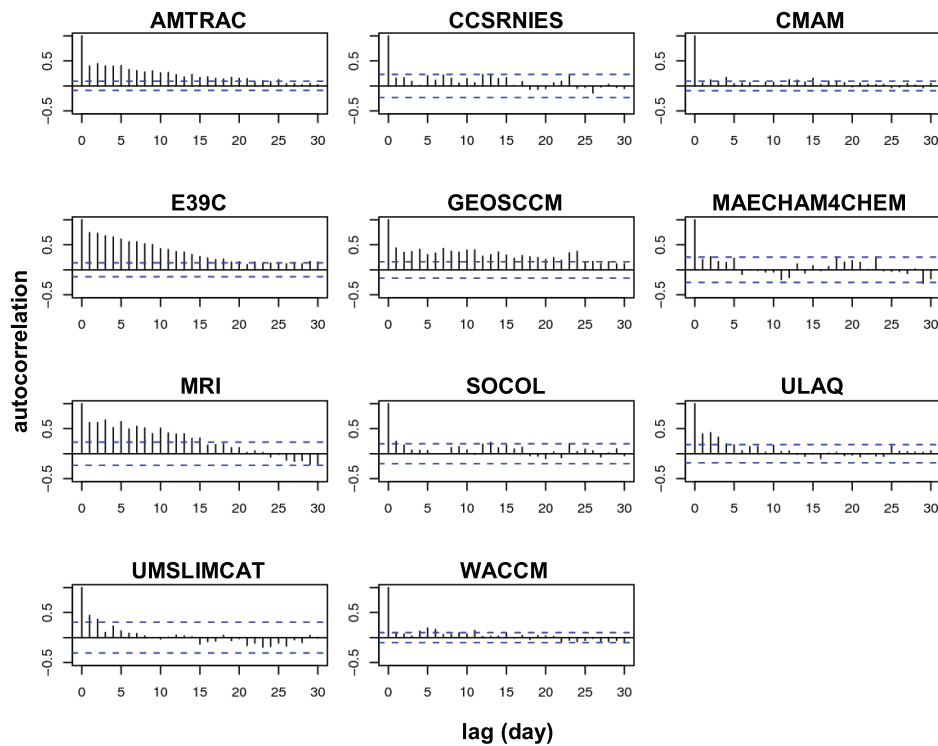 AMTRAC CCSRNIES CMAM
0.5 0.5 0.5
−0.5 −0.5 −0.5
0 5 10 15 20 25 30 0 5 10 15 20 25 30 0 5 10 15 20 25 30
E39C GEOSCCM MAECHAM4CHEM
0.5 0.5 0.5
−0.5 −0.5 −0.5
0 5 10 15 20 25 30 0 5 10 15 20 25 30 0 5 10 15 20 25 30
autocorrelation
MRI SOCOL ULAQ
0.5 0.5 0.5
−0.5 −0.5 −0.5
0 5 10 15 20 25 30 0 5 10 15 20 25 30 0 5 10 15 20 25 30
UMSLIMCAT WACCM
0.5 0.5
−0.5 −0.5
0 5 10 15 20 25 30 0 5 10 15 20 25 30
lag (day)